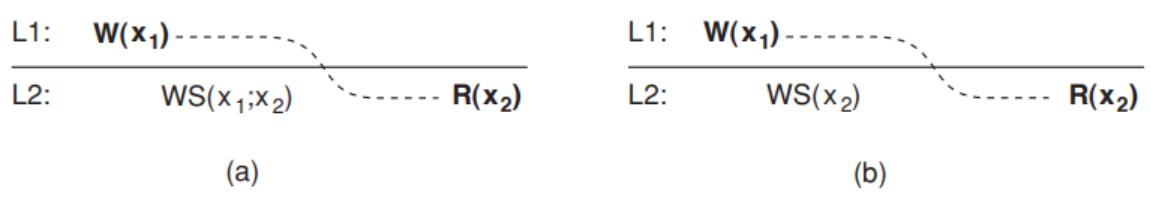 L1: W(x₁)
L2: WS(x₁;x₂) R(x₂)
(a)
L1: W(x₁)
L2: WS(x₂) R(x₂)
(b)